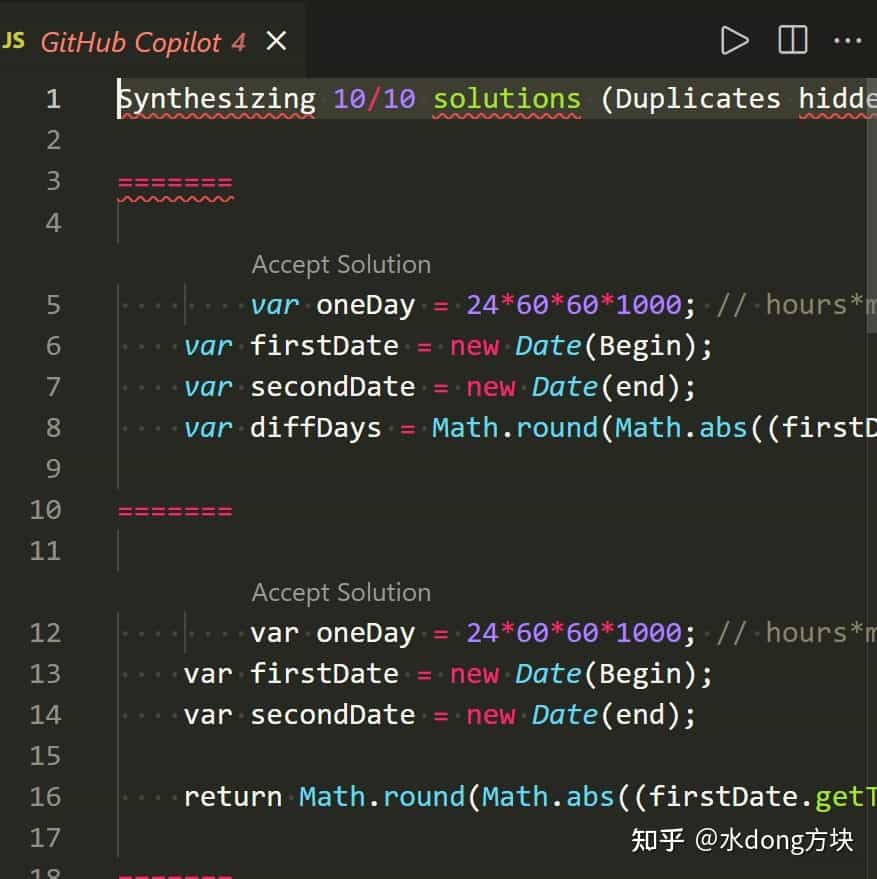 JS GitHub Copilot 4
1 Synthesizing 10/10 solutions (Duplicates hidde
2
3 =======
4
Accept Solution
5 var oneDay = 24*60*60*1000; // hours*m
6 var firstDate = new Date(Begin);
7 var secondDate = new Date(end);
8 var diffDays = Math.round(Math.abs((firstD
9
10 =======
11
Accept Solution
12 var oneDay = 24*60*60*1000; // hours*m
13 var firstDate = new Date(Begin);
14 var secondDate = new Date(end);
15
16 return Math.round(Math.abs((firstDate.getT
17
知乎 @水dong方块
18 =======